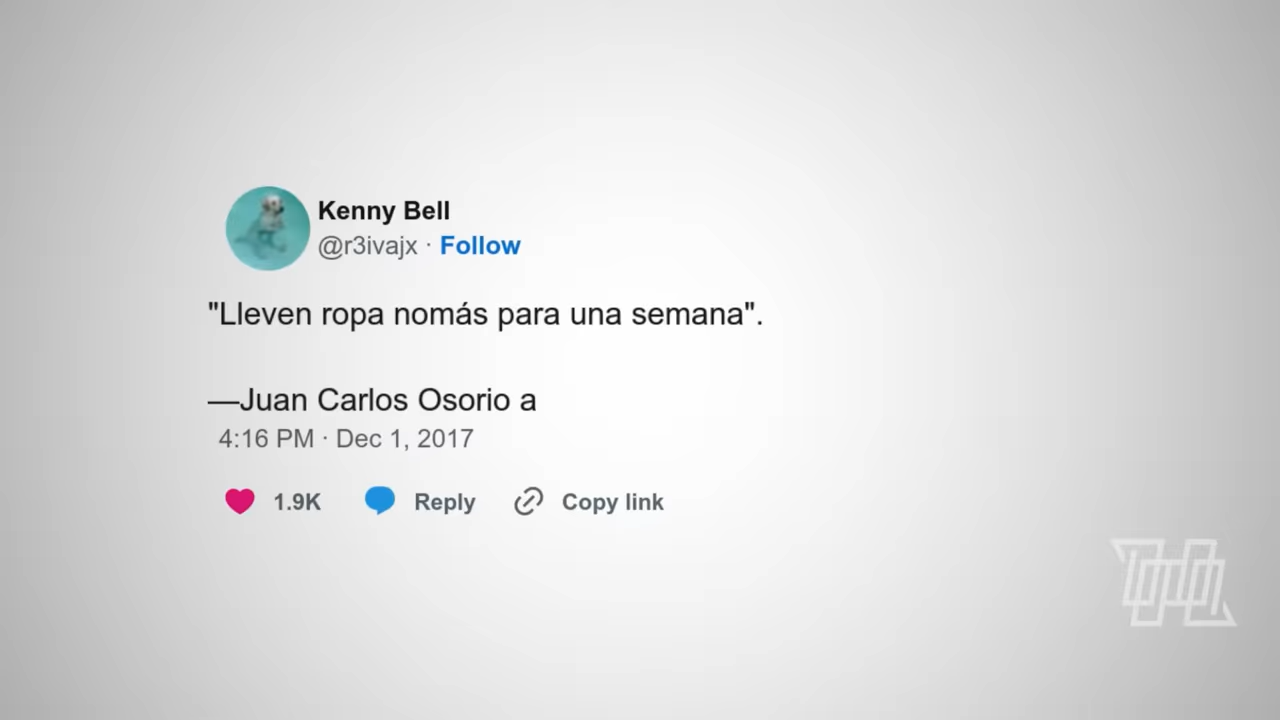 Kenny Bell
@r3ivajx · Follow
"Lleven ropa nomás para una semana".
—Juan Carlos Osorio a
4:16 PM · Dec 1, 2017
1.9K Reply Copy link